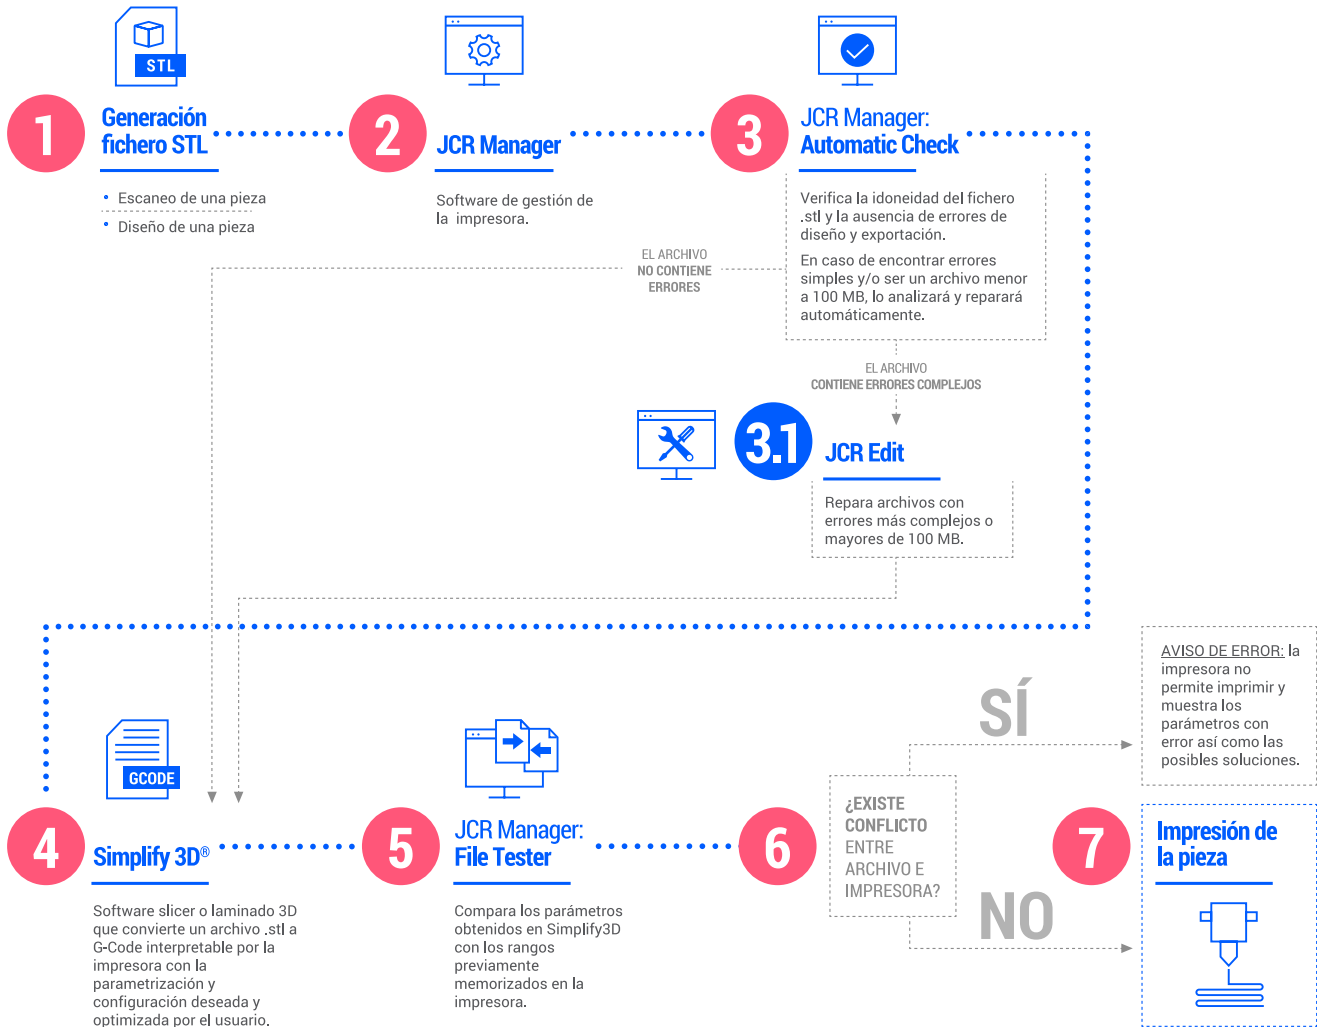 STL
1
Generación
fichero STL
• Escaneo de una pieza
• Diseño de una pieza
2
JCR Manager
Software de gestión de
la impresora.
3
JCR Manager:
Automatic Check
Verifica la idoneidad del fichero
.stl y la ausencia de errores de
diseño y exportación.
En caso de encontrar errores
simples y/o ser un archivo menor
a 100 MB, lo analizará y reparará
automáticamente.
EL ARCHIVO
NO CONTIENE
ERRORES
EL ARCHIVO
CONTIENE ERRORES COMPLEJOS
3.1
JCR Edit
Repara archivos con
errores más complejos o
mayores de 100 MB.
GCODE
4
Simplify 3D®
Software slicer o laminado 3D
que convierte un archivo .stl a
G-Code interpretable por la
impresora con la
parametrización y
configuración deseada y
optimizada por el usuario.
5
JCR Manager:
File Tester
Compara los parámetros
obtenidos en Simplify3D
con los rangos
previamente
memorizados en la
impresora.
6
¿EXISTE
CONFLICTO
ENTRE
ARCHIVO E
IMPRESORA?
SÍ
AVISO DE ERROR: la
impresora no
permite imprimir y
muestra los
parámetros con
error así como las
posibles soluciones.
NO
7
Impresión de
la pieza